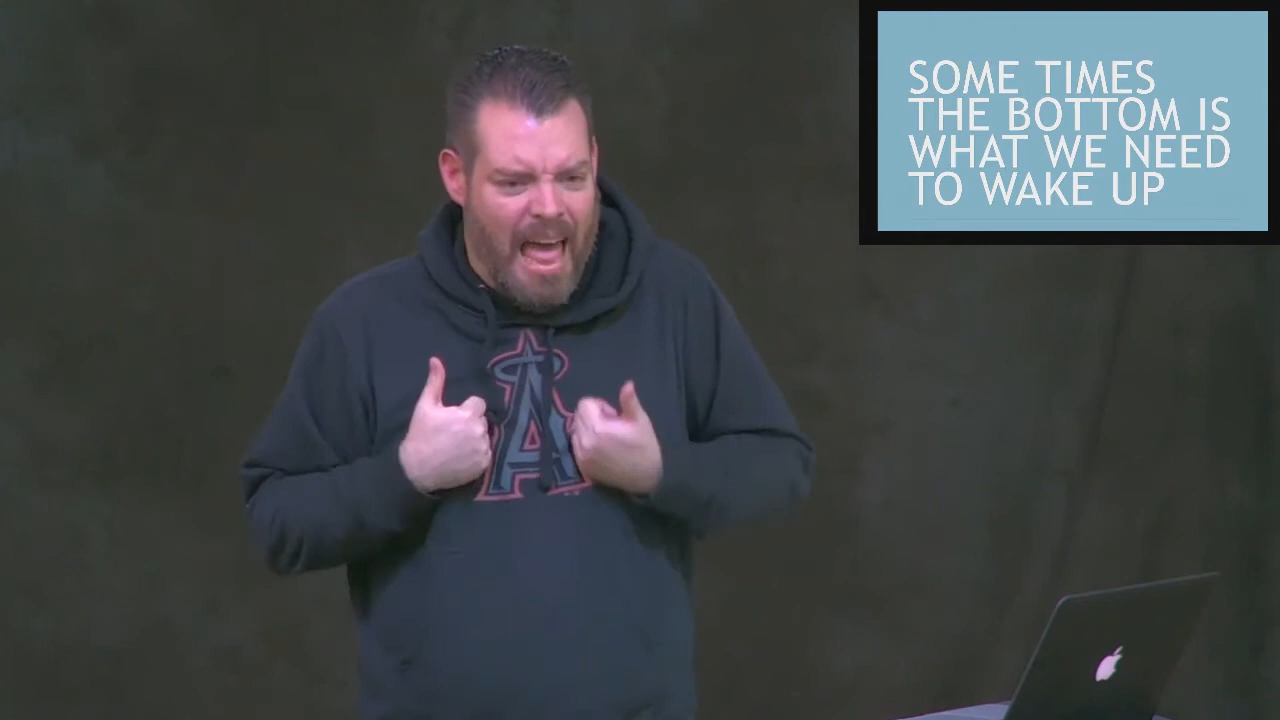 SOME TIMES
THE BOTTOM IS
WHAT WE NEED
TO WAKE UP
A